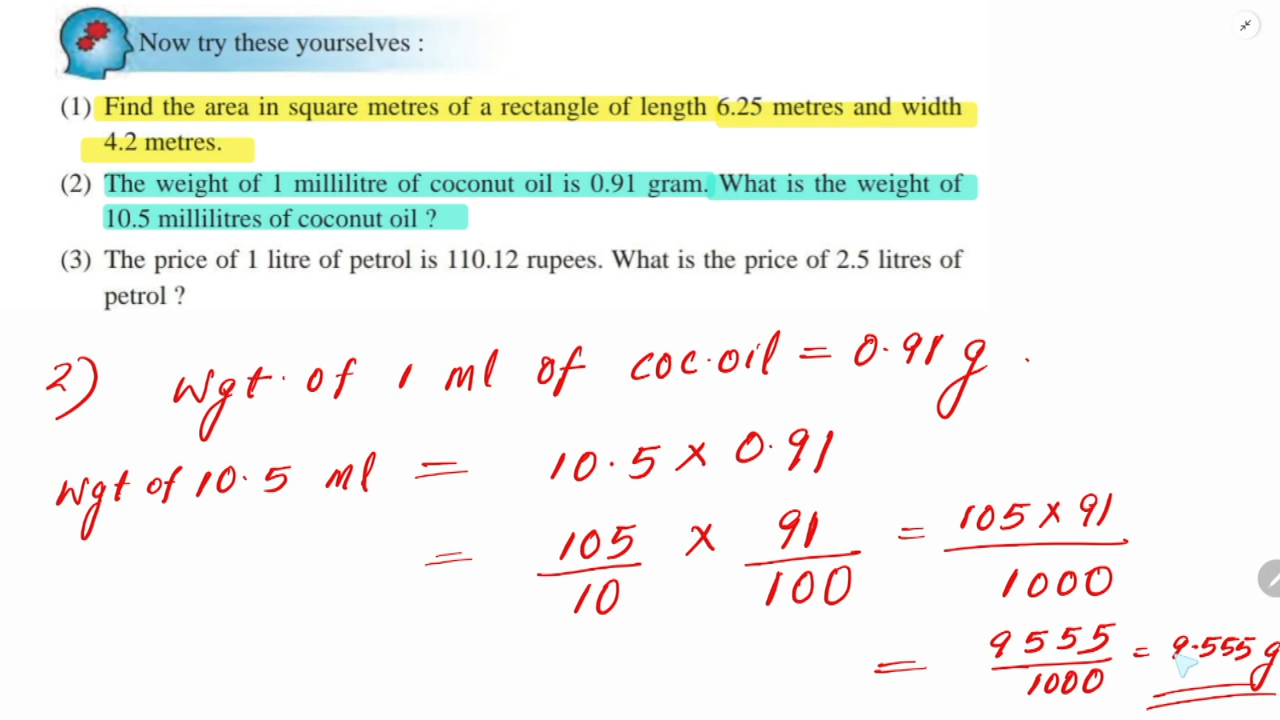 Now try these yourselves :
(1) Find the area in square metres of a rectangle of length 6.25 metres and width
4.2 metres.
(2) The weight of 1 millilitre of coconut oil is 0.91 gram. What is the weight of
10.5 millilitres of coconut oil ?
(3) The price of 1 litre of petrol is 110.12 rupees. What is the price of 2.5 litres of
petrol ?
2) Wgt. of 1 ml of coc.oil = 0.91 g.
Wgt of 10.5 ml = 10.5 x 0.91
= 105/10 x 91/100 = 105 x 91/1000
= 9555/1000 = 9.555 g